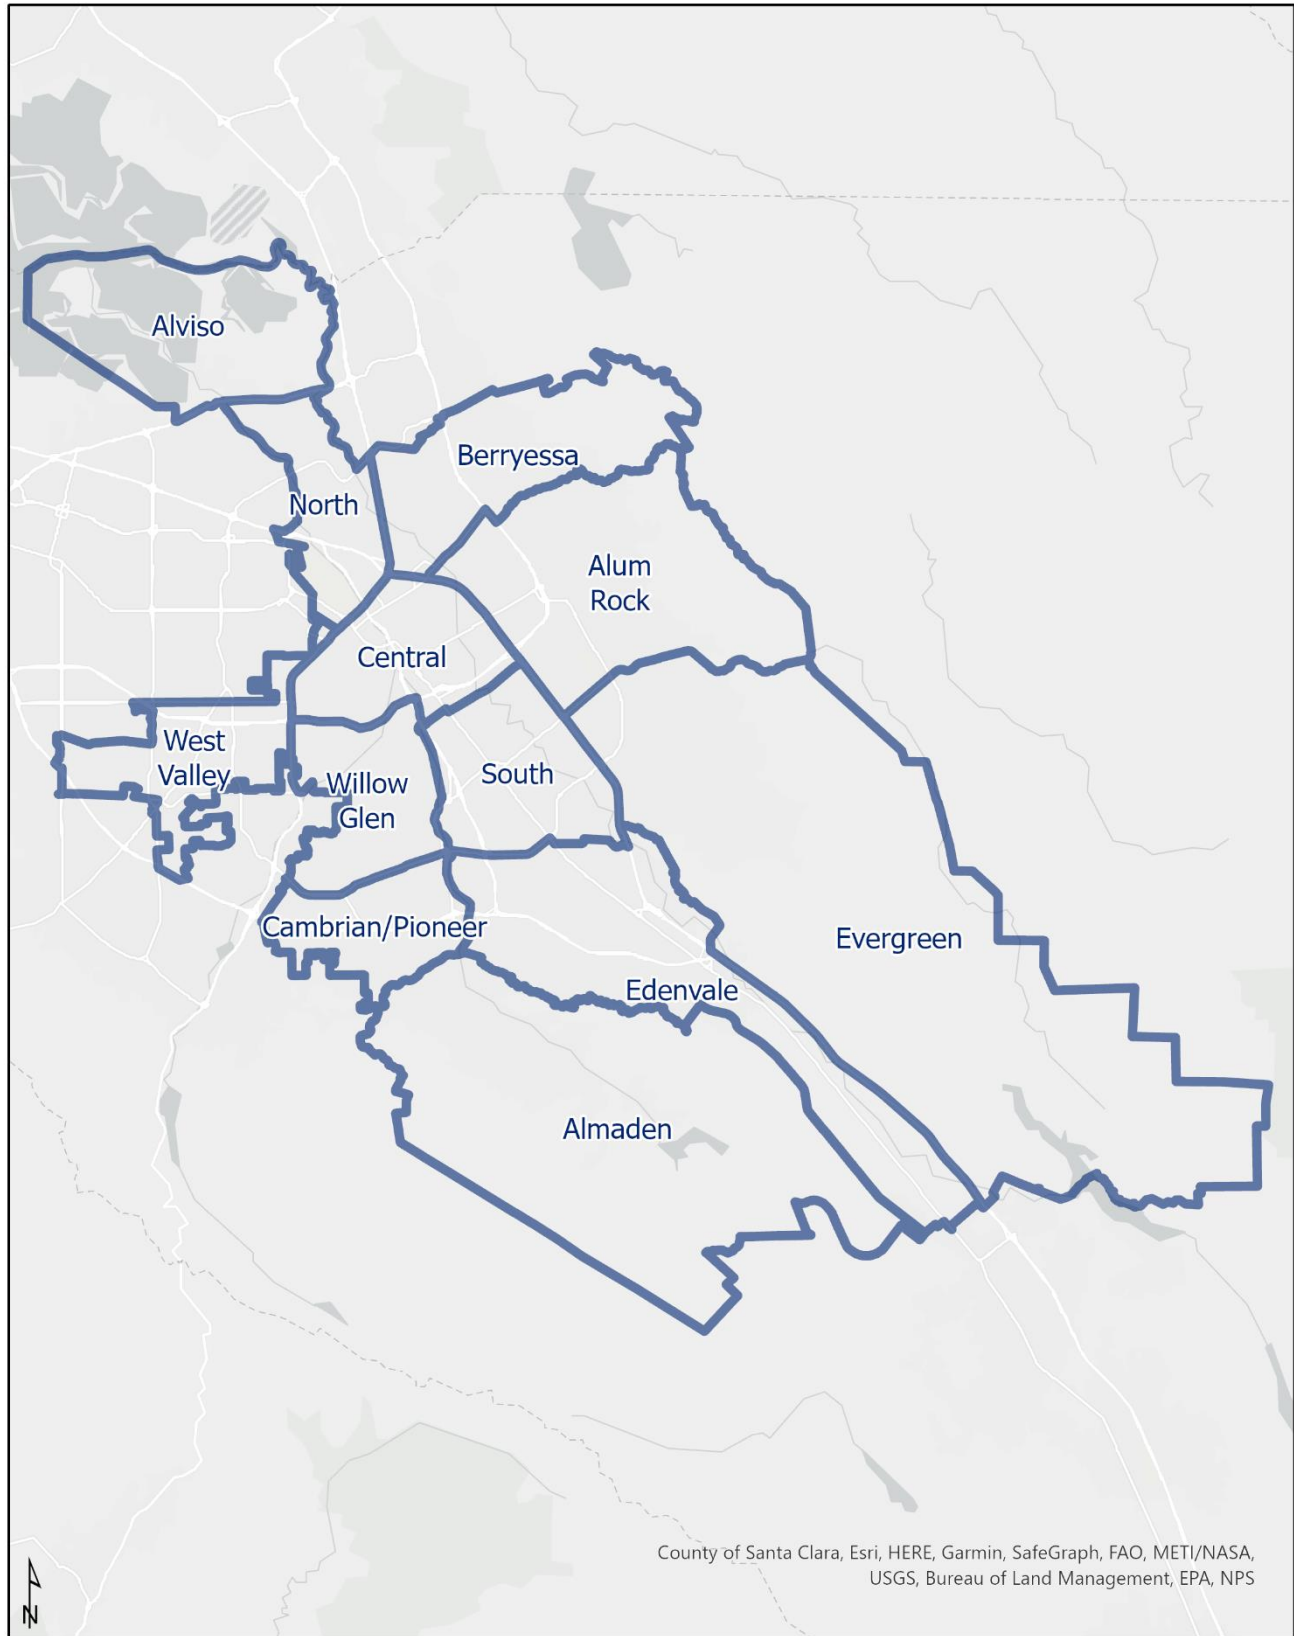 Alviso
Berryessa
North
Alum
Rock
Central
West
Valley
Willow
Glen
South
Cambrian/Pioneer
Evergreen
Edenvale
Almaden
County of Santa Clara, Esri, HERE, Garmin, SafeGraph, FAO, METI/NASA,
USGS, Bureau of Land Management, EPA, NPS
N